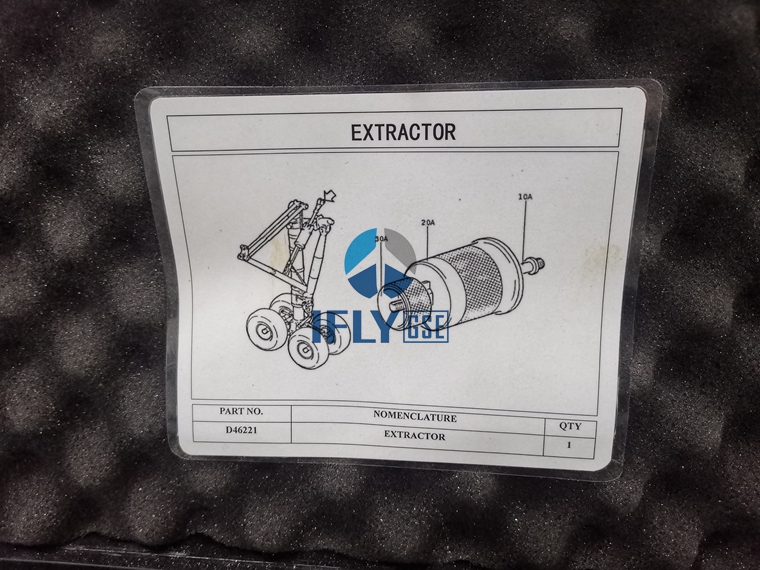 EXTRACTOR
10A
20A
30A
IFLY GSE
PART NO. NOMENCLATURE QTY
D46221 EXTRACTOR 1